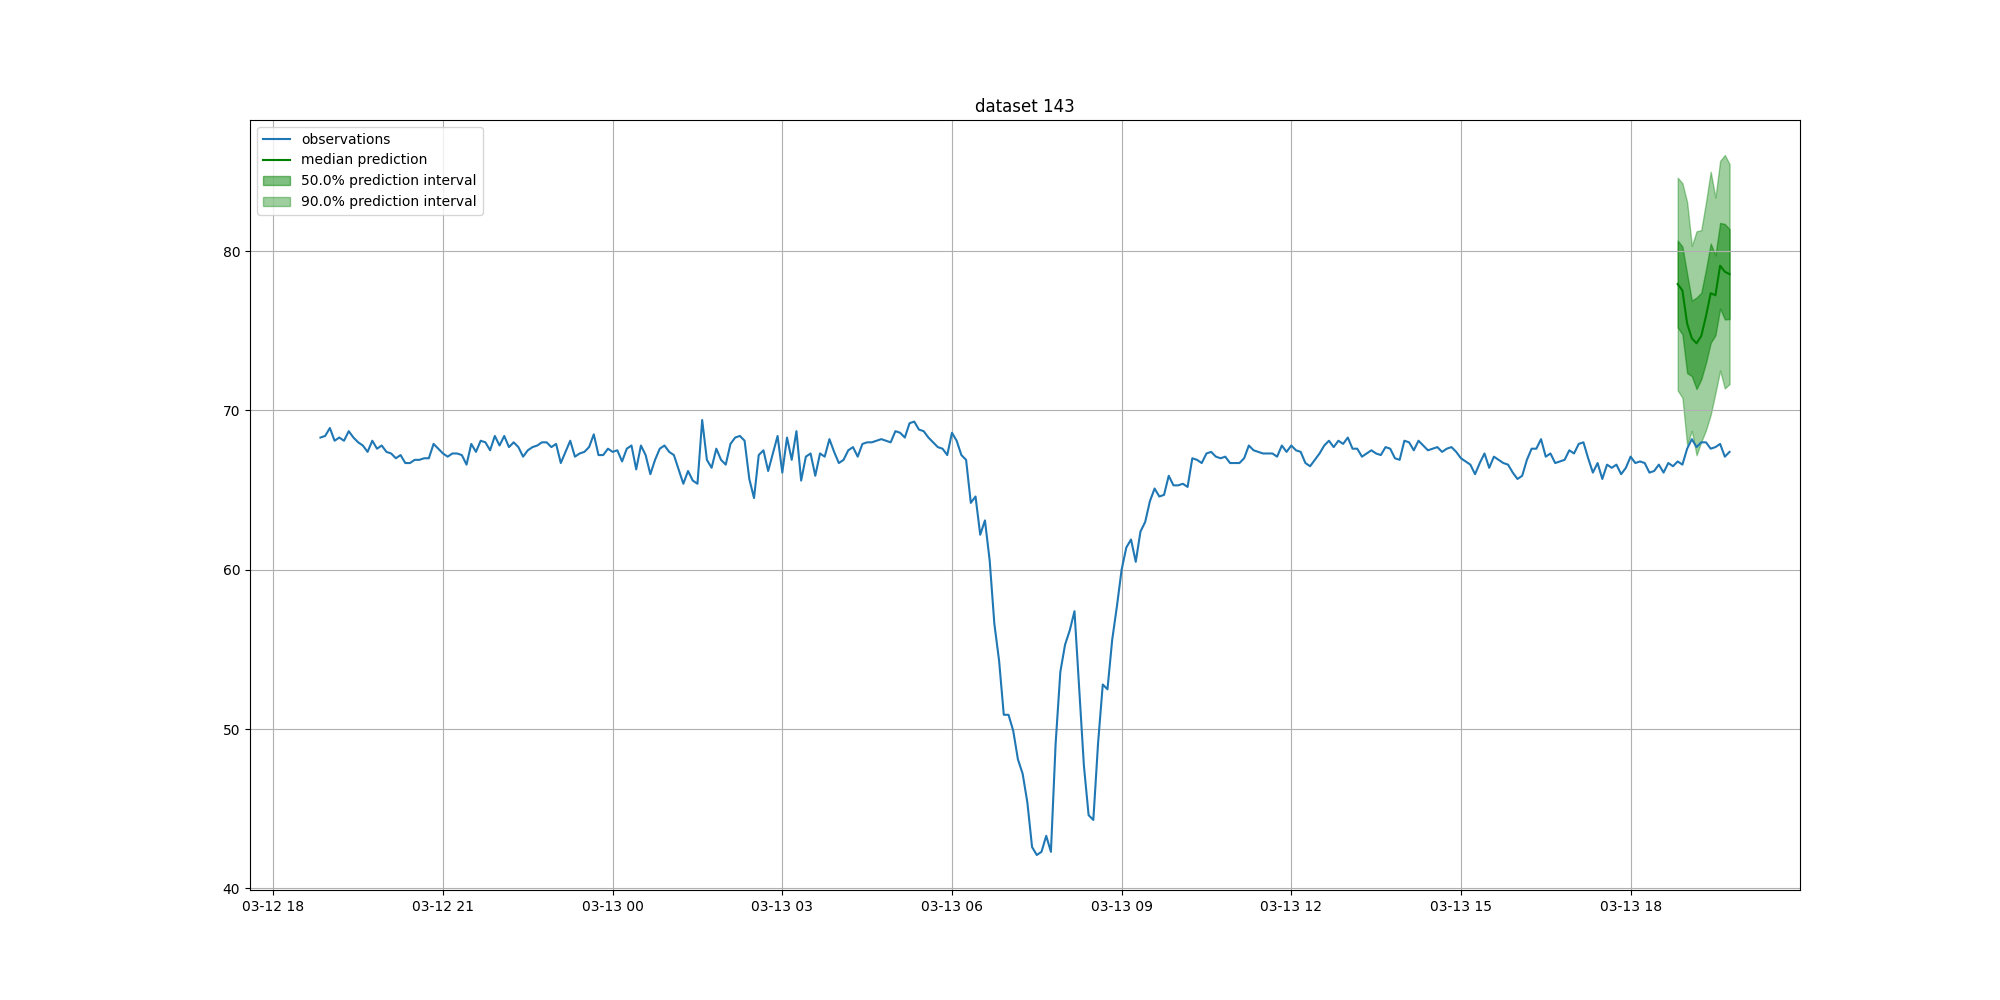 dataset 143
observations
median prediction
50.0% prediction interval
90.0% prediction interval
80
70
60
50
40
03-12 18
03-12 21
03-13 00
03-13 03
03-13 06
03-13 09
03-13 12
03-13 15
03-13 18